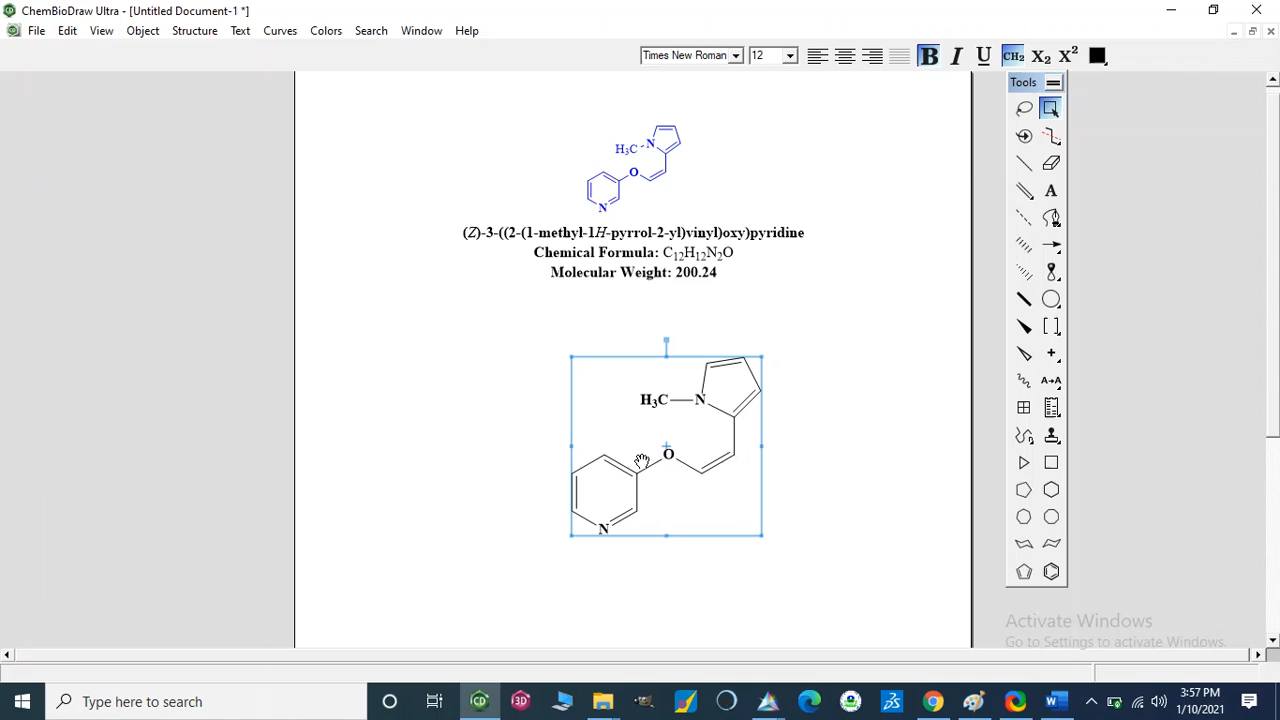 ChemBioDraw Ultra - [Untitled Document-1 *]
File Edit View Object Structure Text Curves Colors Search Window Help
Times New Roman 12 B I U CH₂ X₂ X²
Tools
A
A→A
H₃C N
O
N
(Z)-3-((2-(1-methyl-1H-pyrrol-2-yl)vinyl)oxy)pyridine
Chemical Formula: C₁₂H₁₂N₂O
Molecular Weight: 200.24
H₃C N
O
N
Activate Windows
Go to Settings to activate Windows.
Type here to search
3:57 PM
1/10/2021